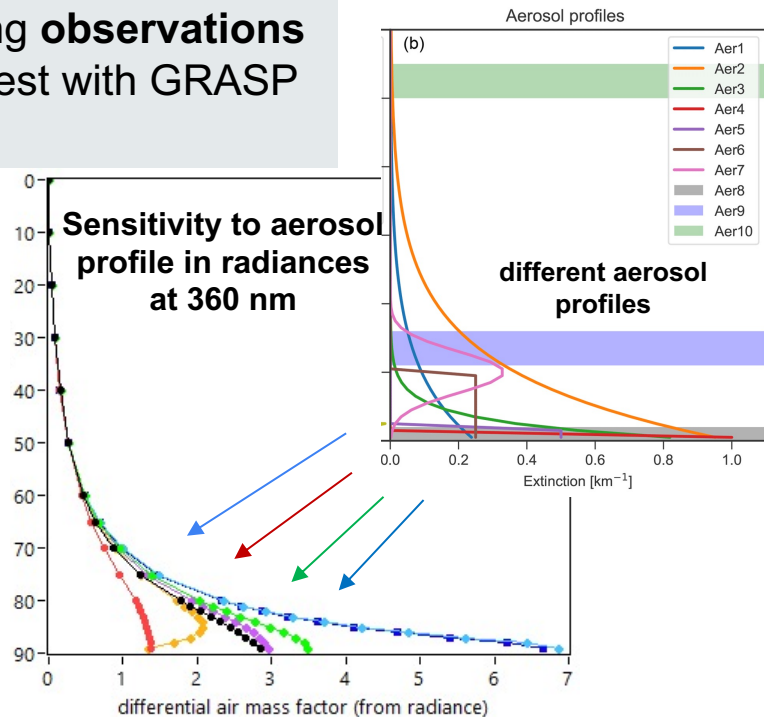 ng observations
est with GRASP
Aerosol profiles
(b)
Aer1
Aer2
Aer3
Aer4
Aer5
Aer6
Aer7
Aer8
Aer9
Aer10
different aerosol
profiles
0.0 0.2 0.4 0.6 0.8 1.0
Extinction [km⁻¹]
Sensitivity to aerosol
profile in radiances
at 360 nm
0
10
20
30
40
50
60
70
80
90
0 1 2 3 4 5 6 7
differential air mass factor (from radiance)